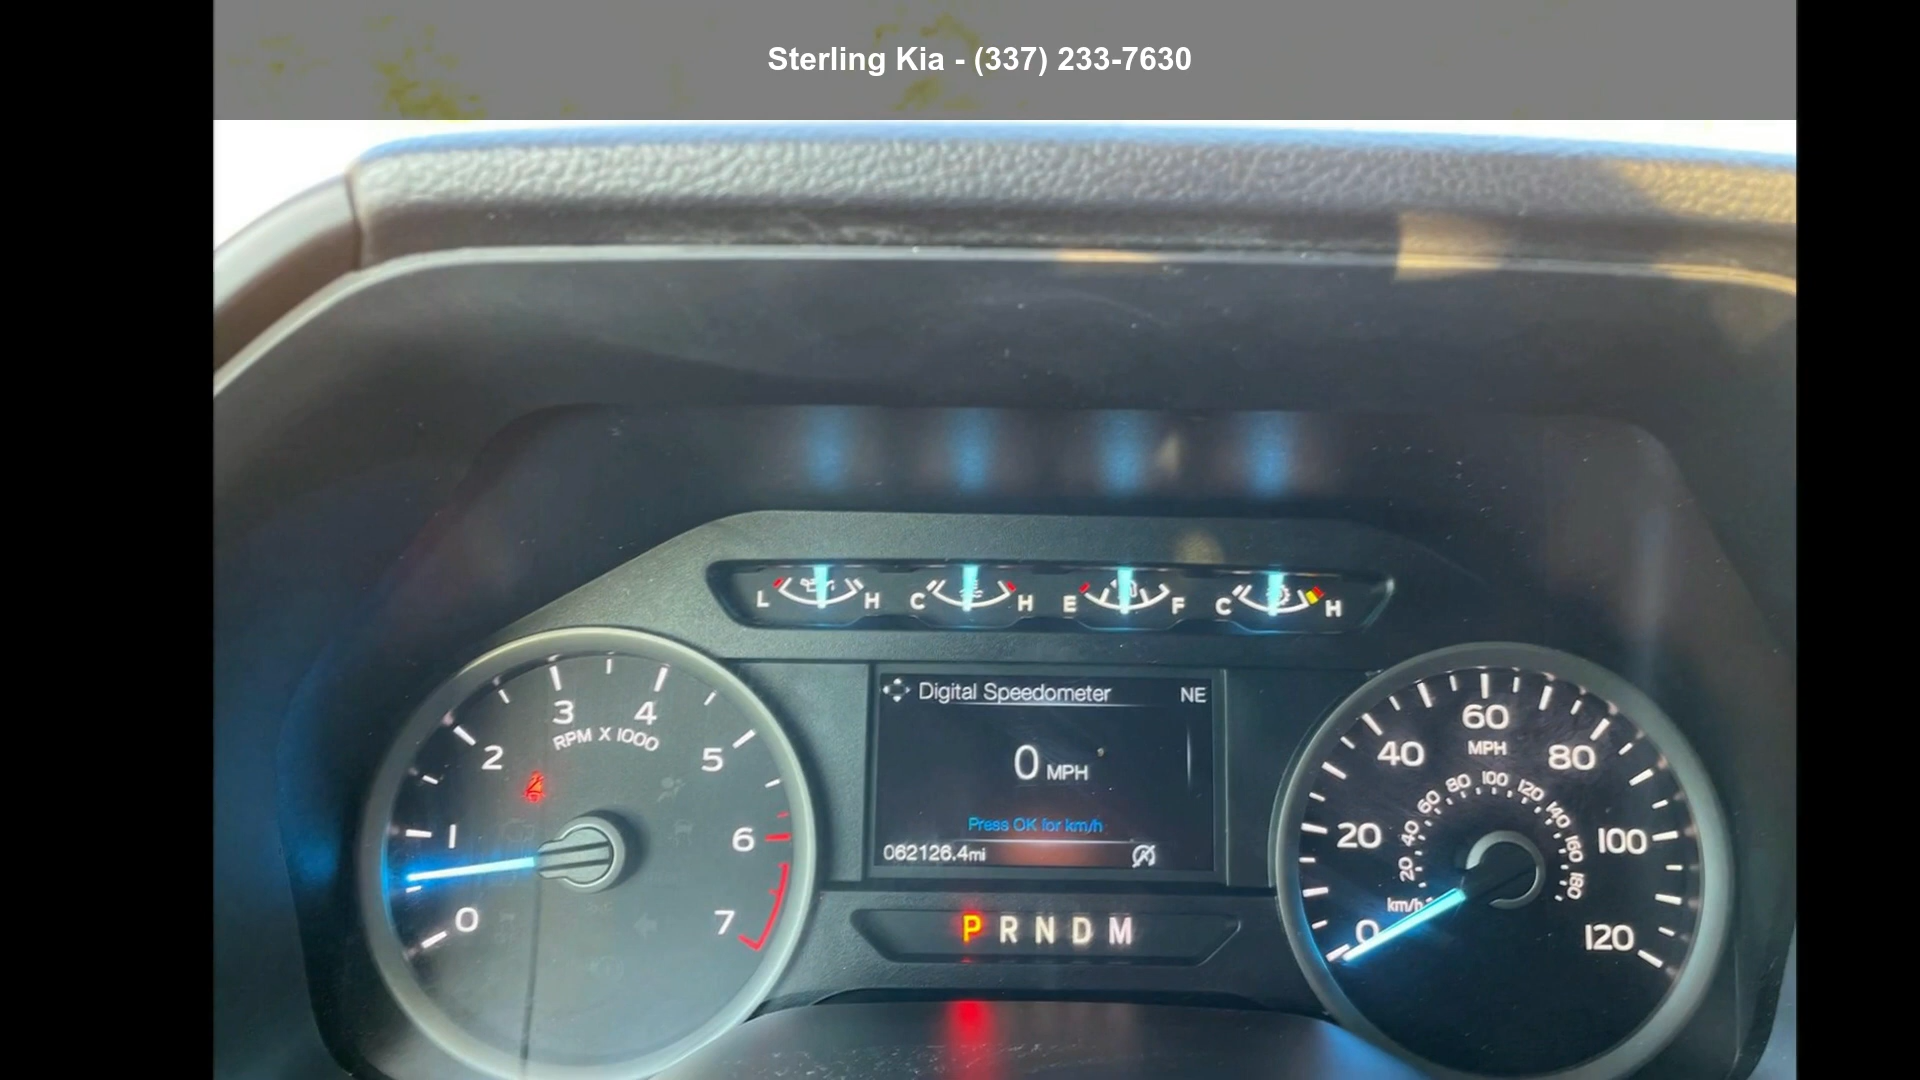 Sterling Kia - (337) 233-7630
L H C H E F C H
Digital Speedometer NE
0 MPH
Press OK for km/h
062126.4mi
P R N D M
0 1 2 3 4 5 6 7
RPM X 1000
0 20 40 60 80 100 120
MPH
20 40 60 80 100 120 140 160 180
km/h